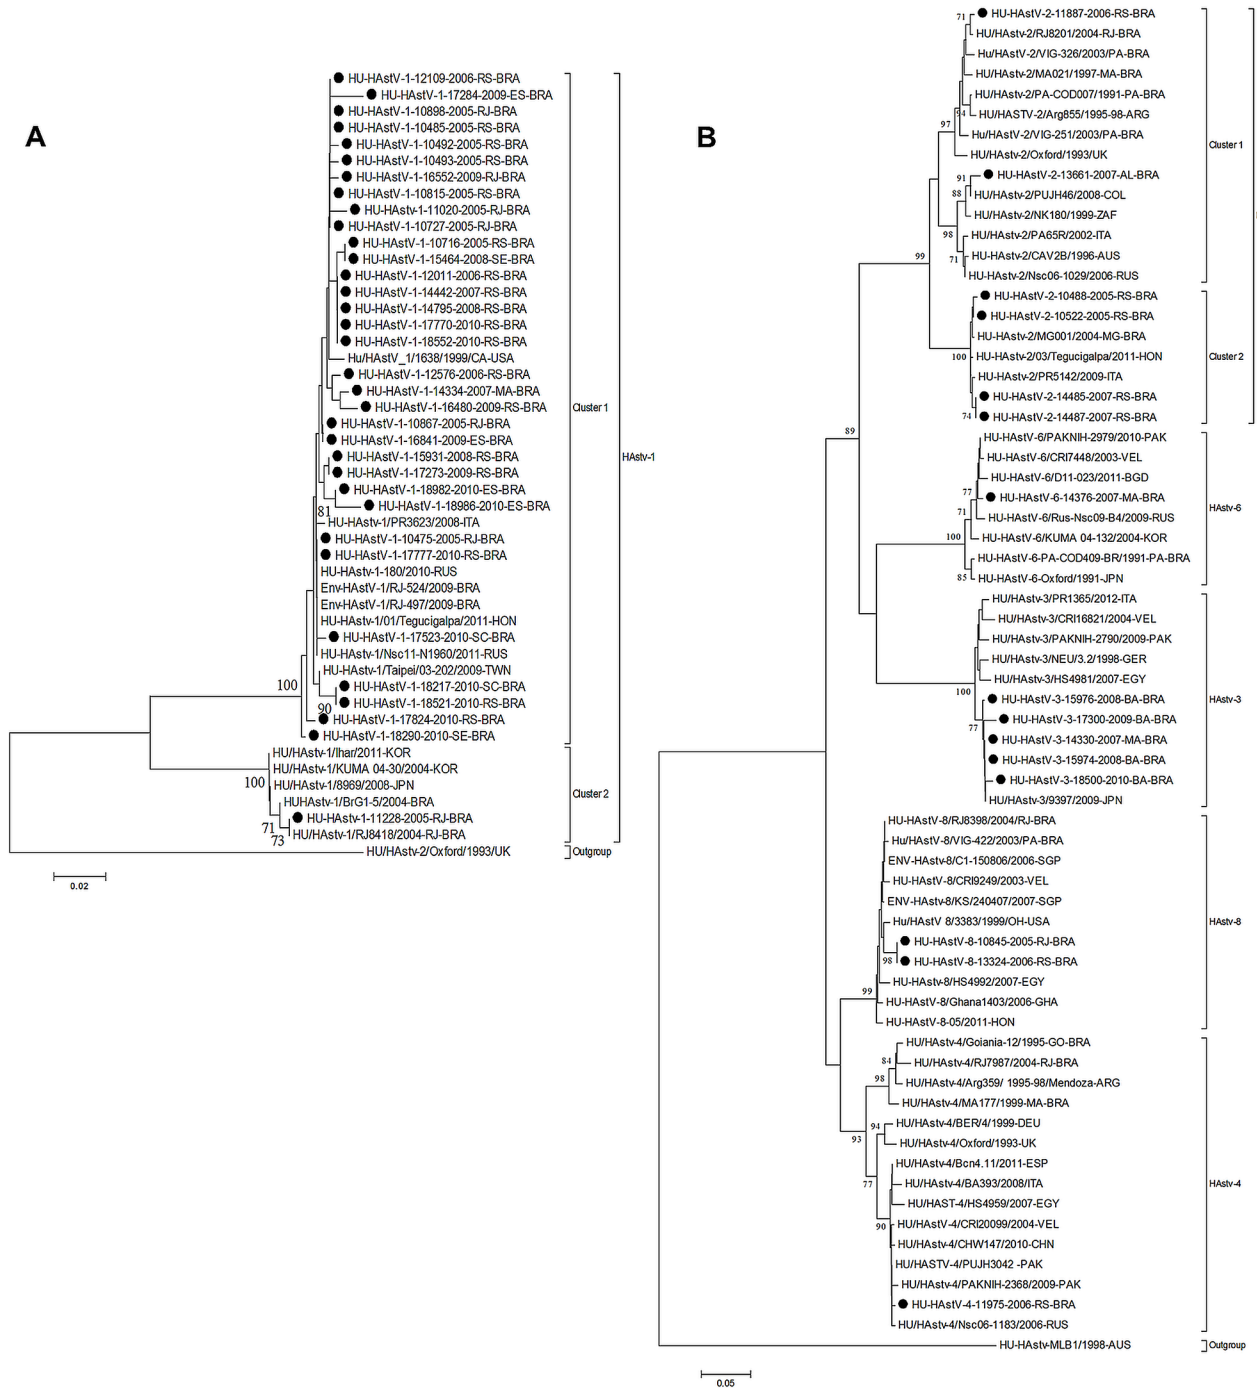 A
HU-HAstV-1-12109-2006-RS-BRA
HU-HAstV-1-17284-2009-ES-BRA
HU-HAstV-1-10898-2005-RJ-BRA
HU-HAstV-1-10485-2005-RS-BRA
HU-HAstV-1-10492-2005-RS-BRA
HU-HAstV-1-10493-2005-RS-BRA
HU-HAstV-1-16552-2009-RJ-BRA
HU-HAstV-1-10815-2005-RS-BRA
HU-HAstv-1-11020-2005-RJ-BRA
HU-HAstV-1-10727-2005-RJ-BRA
HU-HAstV-1-10716-2005-RS-BRA
HU-HAstV-1-15464-2008-SE-BRA
HU-HAstV-1-12011-2006-RS-BRA
HU-HAstV-1-14442-2007-RS-BRA
HU-HAstV-1-14795-2008-RS-BRA
HU-HAstV-1-17770-2010-RS-BRA
HU-HAstV-1-18552-2010-RS-BRA
Hu/HAstV_1/1638/1999/CA-USA
HU-HAstV-1-12576-2006-RS-BRA
HU-HAstV-1-14334-2007-MA-BRA
HU-HAstV-1-16480-2009-RS-BRA
Cluster 1
HU-HAstV-1-10867-2005-RJ-BRA
HU-HAstV-1-16841-2009-ES-BRA
HU-HAstV-1-15931-2008-RS-BRA
HAstv-1
HU-HAstV-1-17273-2009-RS-BRA
HU-HAstV-1-18982-2010-ES-BRA
HU-HAstV-1-18986-2010-ES-BRA
81
HU-HAstv-1/PR3623/2008-ITA
HU-HAstV-1-10475-2005-RJ-BRA
HU-HAstV-1-17777-2010-RS-BRA
HU-HAstv-1-180/2010-RUS
Env-HAstV-1/RJ-524/2009-BRA
Env-HAstV-1/RJ-497/2009-BRA
HU-HAstV-1/01/Tegucigalpa/2011-HON
HU-HAstV-1-17523-2010-SC-BRA
HU-HAstv-1/Nsc11-N1960/2011-RUS
HU-HAstv-1/Taipei/03-202/2009-TWN
100
HU-HAstV-1-18217-2010-SC-BRA
HU-HAstV-1-18521-2010-RS-BRA
90
HU-HAstV-1-17824-2010-RS-BRA
HU-HAstV-1-18290-2010-SE-BRA
HU/HAstv-1/lhar/2011-KOR
HU/HAstv-1/KUMA 04-30/2004-KOR
100
HU/HAstv-1/8969/2008-JPN
Cluster 2
HUHAstv-1/BrG1-5/2004-BRA
HU-HAstv-1-11228-2005-RJ-BRA
71
HU/HAstv-1/RJ8418/2004-RJ-BRA
73
HU/HAstv-2/Oxford/1993/UK
Outgroup
0.02
B
HU-HAstV-2-11887-2006-RS-BRA
71
HU/HAstv-2/RJ8201/2004-RJ-BRA
Hu/HAstV-2/VIG-326/2003/PA-BRA
HU/HAstv-2/MA021/1997-MA-BRA
HU/HAstv-2/PA-COD007/1991-PA-BRA
94
HU/HASTV-2/Arg855/1995-98-ARG
97
Hu/HAstV-2/VIG-251/2003/PA-BRA
Cluster 1
HU/HAstv-2/Oxford/1993/UK
91
HU-HAstV-2-13661-2007-AL-BRA
88
HU/HAstv-2/PUJH46/2008-COL
HU/HAstv-2/NK180/1999-ZAF
98
HU/HAstv-2/PA65R/2002-ITA
99
71
HU/HAstv-2/CAV2B/1996-AUS
HU-HAstv-2/Nsc06-1029/2006-RUS
HU-HAstV-2-10488-2005-RS-BRA
HU-HAstV-2-10522-2005-RS-BRA
HU/HAstv-2/MG001/2004-MG-BRA
100
HU-HAstV-2/03/Tegucigalpa/2011-HON
Cluster 2
HU/HAstv-2/PR5142/2009-ITA
HU-HAstV-2-14485-2007-RS-BRA
74
HU-HAstV-2-14487-2007-RS-BRA
89
HU-HAstV-6/PAKNIH-2979/2010-PAK
HU-HAstV-6/CRI7448/2003-VEL
HU-HAstV-6/D11-023/2011-BGD
77
HU-HAstV-6-14376-2007-MA-BRA
HAstv-6
71
HU-HAstV-6/Rus-Nsc09-B4/2009-RUS
100
HU-HAstV-6/KUMA 04-132/2004-KOR
HU-HAstV-6-PA-COD409-BR/1991-PA-BRA
85
HU-HAstV-6-Oxford/1991-JPN
HU/HAstv-3/PR1365/2012-ITA
HU/HAstv-3/CRI16821/2004-VEL
HU/HAstv-3/PAKNIH-2790/2009-PAK
HU/HAstv-3/NEU/3.2/1998-GER
HU/HAstv-3/HS4981/2007-EGY
100
HU-HAstV-3-15976-2008-BA-BRA
HAstv-3
HU-HAstV-3-17300-2009-BA-BRA
77
HU-HAstV-3-14330-2007-MA-BRA
HU-HAstV-3-15974-2008-BA-BRA
HU-HAstV-3-18500-2010-BA-BRA
HU/HAstv-3/9397/2009-JPN
HU-HAstV-8/RJ8398/2004/RJ-BRA
Hu/HAstV-8/VIG-422/2003/PA-BRA
ENV-HAstv-8/C1-150806/2006-SGP
HU-HAstV-8/CRI9249/2003-VEL
ENV-HAstv-8/KS/240407/2007-SGP
Hu/HAstV 8/3383/1999/OH-USA
HAstv-8
HU-HAstV-8-10845-2005-RJ-BRA
98
HU-HAstV-8-13324-2006-RS-BRA
HU-HAstv-8/HS4992/2007-EGY
99
HU-HAstV-8/Ghana1403/2006-GHA
HU-HAstV-8-05/2011-HON
HU/HAstv-4/Goiania-12/1995-GO-BRA
84
HU/HAstv-4/RJ7987/2004-RJ-BRA
98
HU/HAstv-4/Arg359/ 1995-98/Mendoza-ARG
HU/HAstv-4/MA177/1999-MA-BRA
94
HU/HAstv-4/BER/4/1999-DEU
93
HU/HAstv-4/Oxford/1993-UK
HU/HAstv-4/Bcn4.11/2011-ESP
77
HU/HAstv-4/BA393/2008/ITA
HAstv-4
HU/HAST-4/HS4959/2007-EGY
90
HU/HAstV-4/CRI20099/2004-VEL
HU/HAstv-4/CHW147/2010-CHN
HU/HASTV-4/PUJH3042 -PAK
HU/HAstv-4/PAKNIH-2368/2009-PAK
HU-HAstV-4-11975-2006-RS-BRA
HU/HAstv-4/Nsc06-1183/2006-RUS
HU-HAstv-MLB1/1998-AUS
Outgroup
0.05